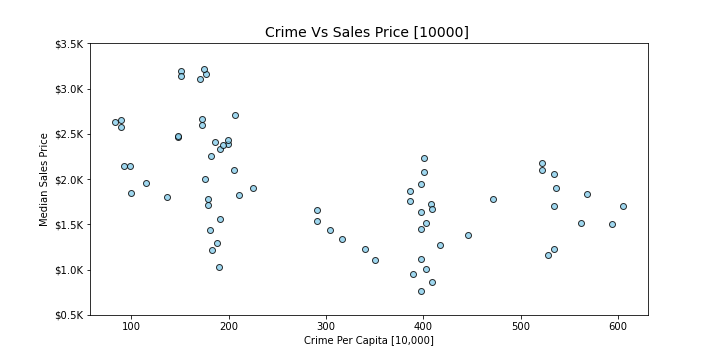 Crime Vs Sales Price [10000]
$3.5K
$3.0K
$2.5K
$2.0K
$1.5K
$1.0K
$0.5K
Median Sales Price
100 200 300 400 500 600
Crime Per Capita [10,000]